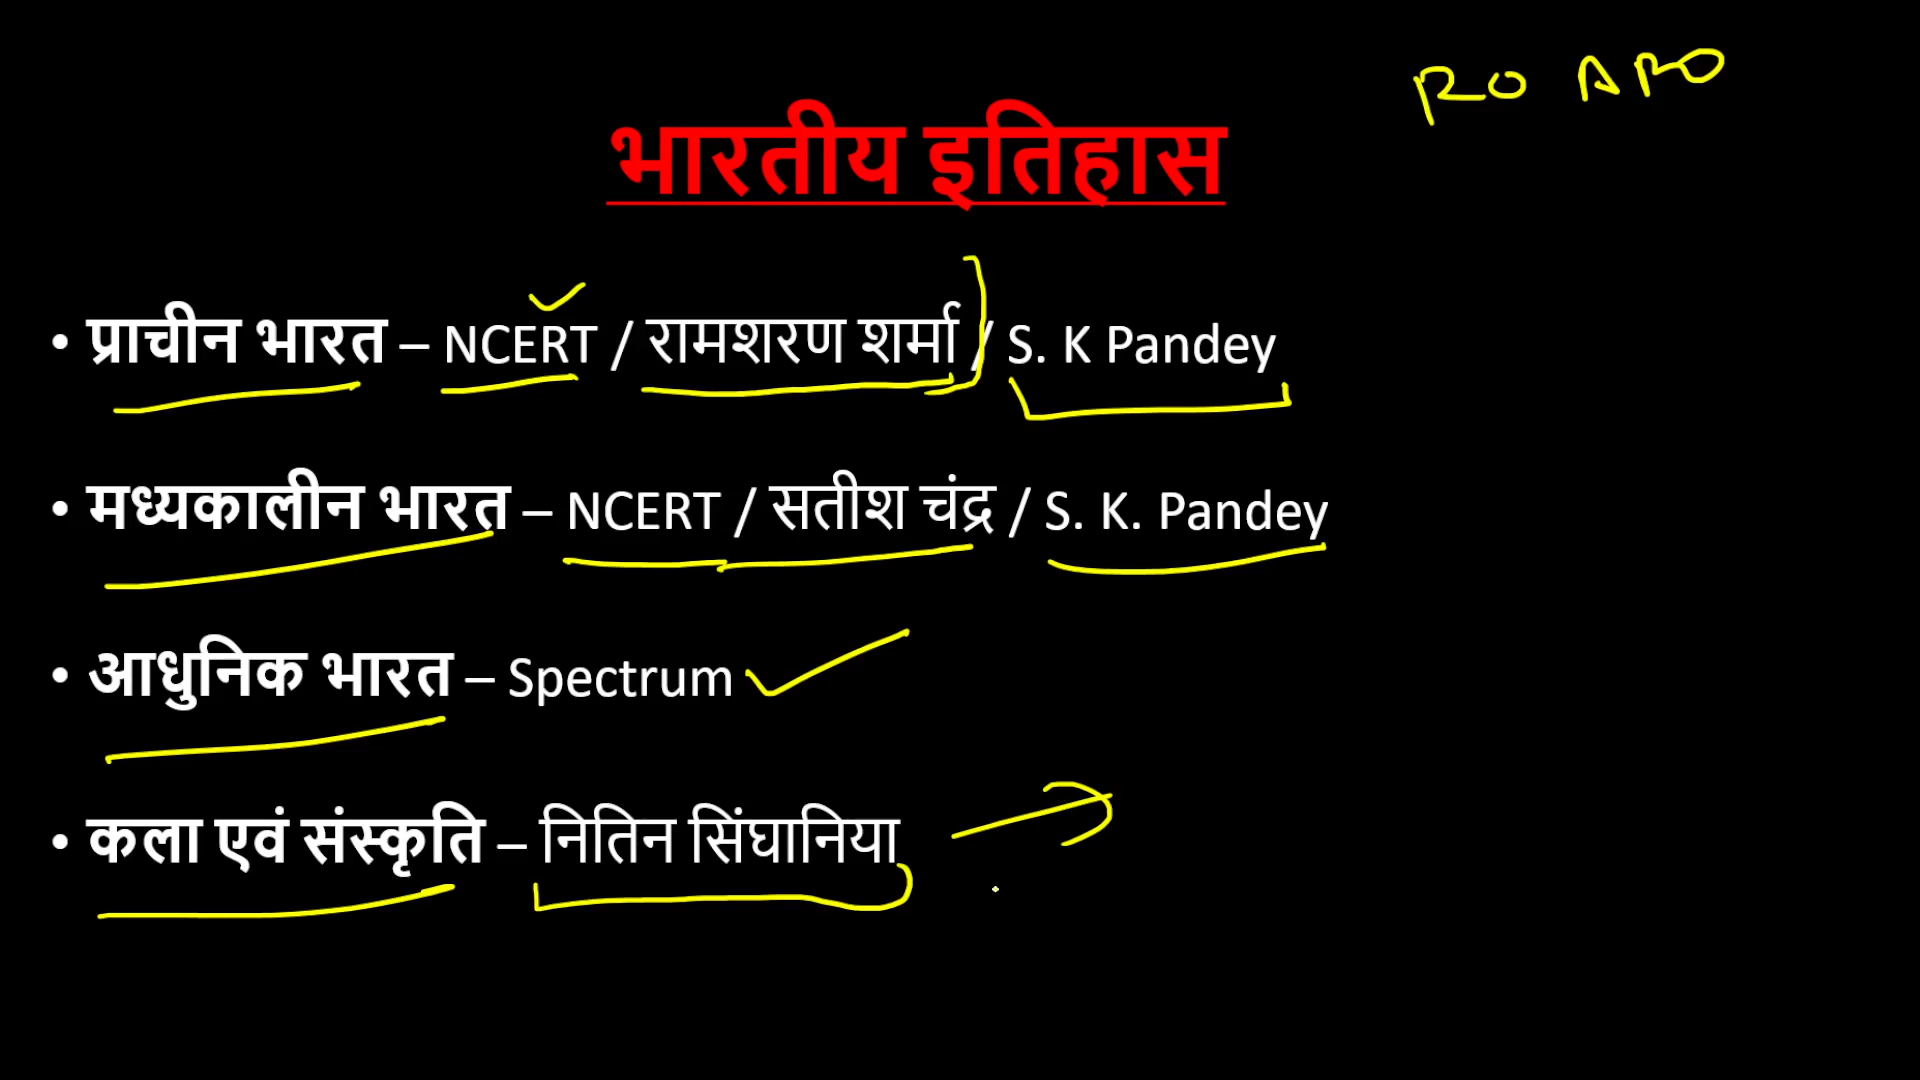 RO APO
भारतीय इतिहास
• प्राचीन भारत – NCERT / रामशरण शर्मा / S. K Pandey
• मध्यकालीन भारत – NCERT / सतीश चंद्र / S. K. Pandey
• आधुनिक भारत – Spectrum
• कला एवं संस्कृति – नितिन सिंघानिया